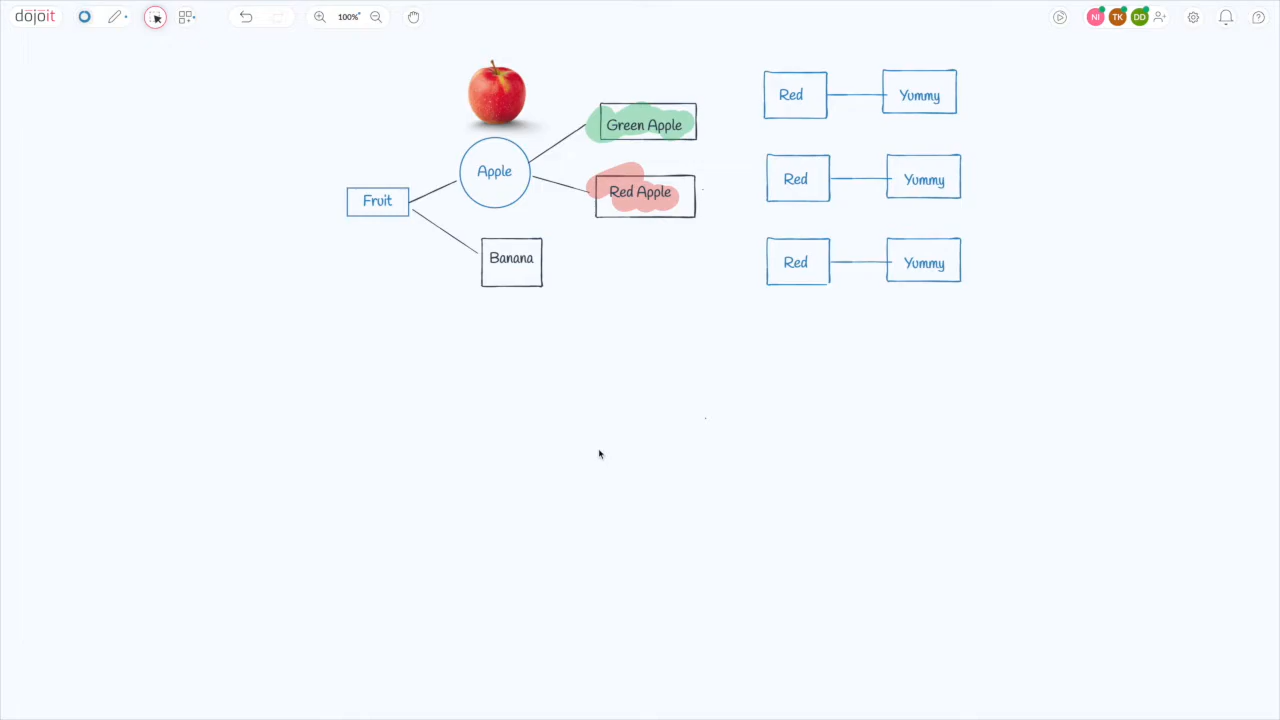 dojoit
100%
NI
TK
DD
Green Apple
Red
Yummy
Apple
Red Apple
Red
Yummy
Fruit
Banana
Red
Yummy